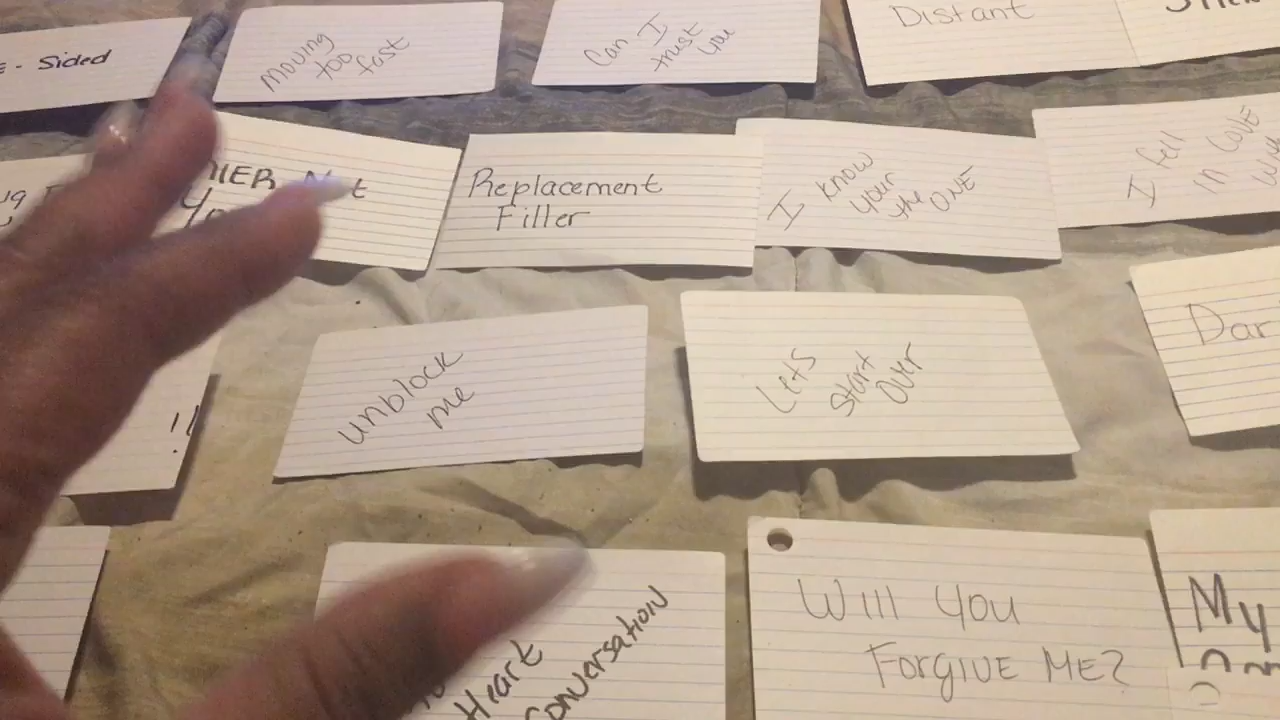 - Sided
Moving
too
fast
Can I
trust
you
Distant
Replacement
Filler
I know
your
the ONE
I fell
IN LOVE
unblock
me
Lets
Start
Over
!!
Heart
Conversation
Will you
Forgive Me?
My